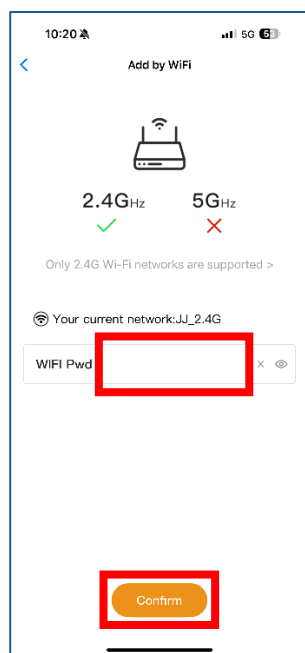 10:20 5G 53
Add by WiFi
2.4GHz 5GHz
Only 2.4G Wi-Fi networks are supported >
Your current network:JJ_2.4G
WIFI Pwd
Confirm